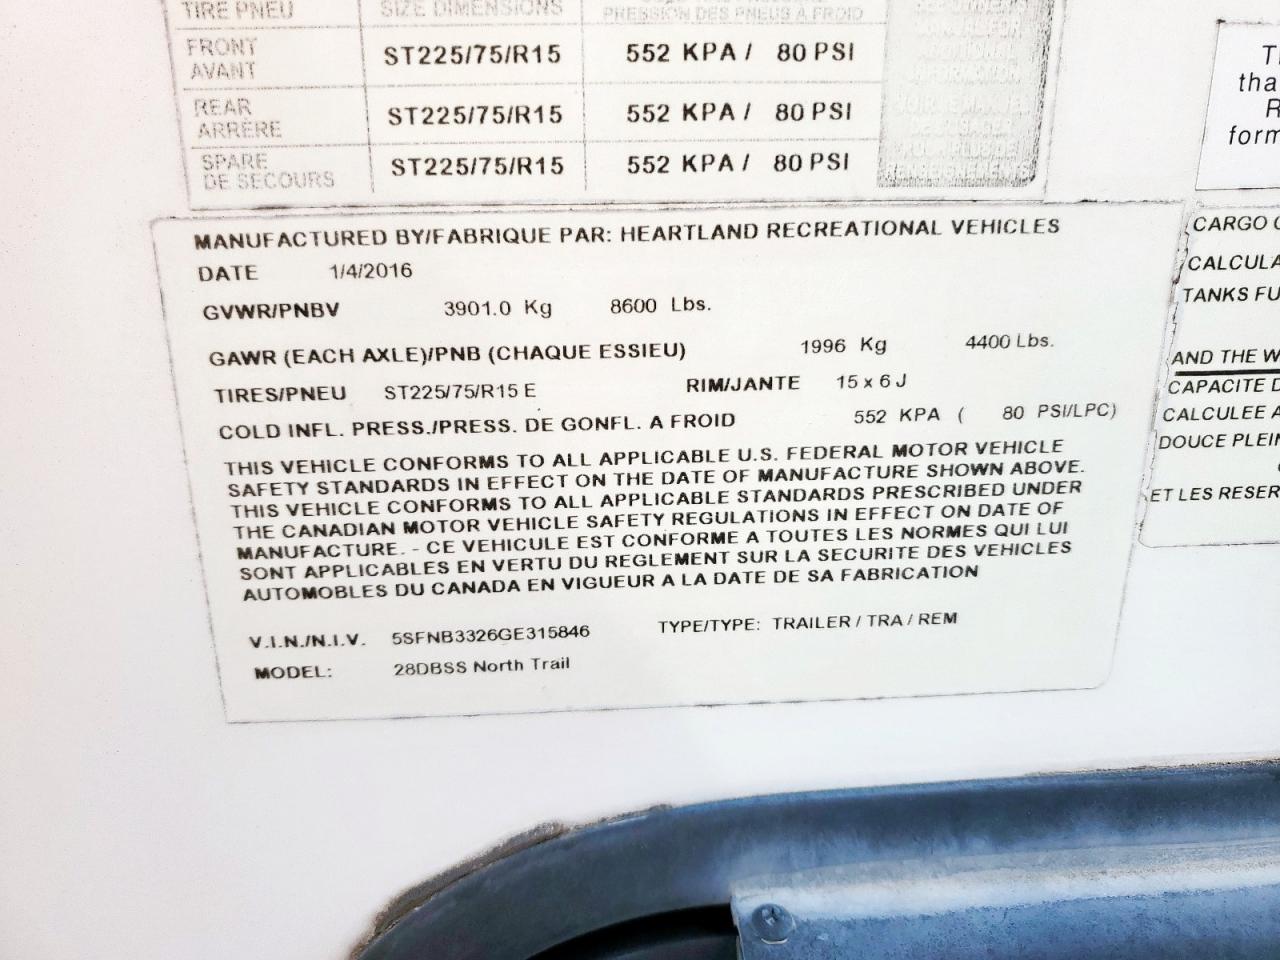 TIRE PNEU SIZE DIMENSIONS PRESSION DES PNEUS À FROID
FRONT
AVANT
ST225/75/R15 552 KPA / 80 PSI
REAR
ARRIÈRE
ST225/75/R15 552 KPA / 80 PSI
SPARE
DE SECOURS
ST225/75/R15 552 KPA / 80 PSI
MANUFACTURED BY/FABRIQUE PAR: HEARTLAND RECREATIONAL VEHICLES
DATE 1/4/2016
GVWR/PNBV 3901.0 Kg 8600 Lbs.
GAWR (EACH AXLE)/PNB (CHAQUE ESSIEU) 1996 Kg 4400 Lbs.
TIRES/PNEU ST225/75/R15 E RIM/JANTE 15 x 6 J
COLD INFL. PRESS./PRESS. DE GONFL. A FROID 552 KPA ( 80 PSI/LPC)
THIS VEHICLE CONFORMS TO ALL APPLICABLE U.S. FEDERAL MOTOR VEHICLE
SAFETY STANDARDS IN EFFECT ON THE DATE OF MANUFACTURE SHOWN ABOVE.
THIS VEHICLE CONFORMS TO ALL APPLICABLE STANDARDS PRESCRIBED UNDER
THE CANADIAN MOTOR VEHICLE SAFETY REGULATIONS IN EFFECT ON DATE OF
MANUFACTURE. - CE VEHICULE EST CONFORME A TOUTES LES NORMES QUI LUI
SONT APPLICABLES EN VERTU DU REGLEMENT SUR LA SECURITE DES VEHICLES
AUTOMOBLES DU CANADA EN VIGUEUR A LA DATE DE SA FABRICATION
V.I.N./N.I.V. 5SFNB3326GE315846 TYPE/TYPE: TRAILER / TRA / REM
MODEL: 28DBSS North Trail
tha
form
CARGO
CALCULA
TANKS FU
AND THE W
CAPACITE D
CALCULEE A
DOUCE PLEIN
ET LES RESER